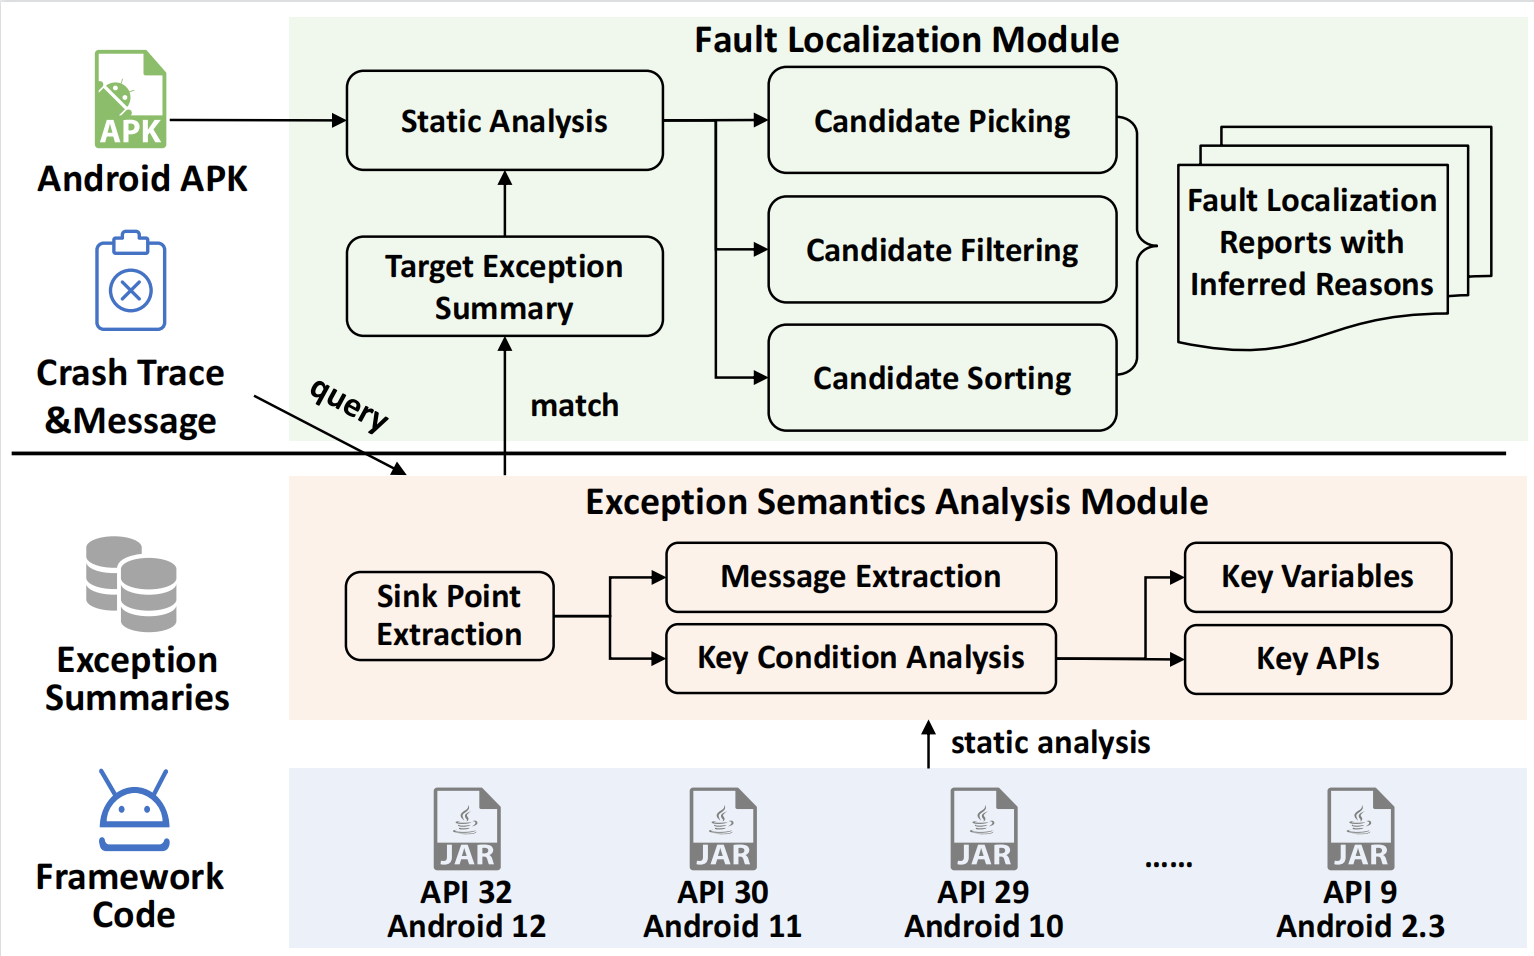 Fault Localization Module
APK
Android APK
Static Analysis
Candidate Picking
Target Exception
Summary
Candidate Filtering
Candidate Sorting
Fault Localization
Reports with
Inferred Reasons
Crash Trace
&Message
query
match
Exception Semantics Analysis Module
Exception
Summaries
Sink Point
Extraction
Message Extraction
Key Condition Analysis
Key Variables
Key APIs
static analysis
Framework
Code
JAR
API 32
Android 12
JAR
API 30
Android 11
JAR
API 29
Android 10
......
JAR
API 9
Android 2.3